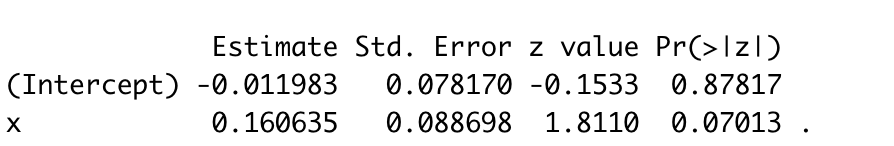 Estimate Std. Error z value Pr(>|z|)
(Intercept) -0.011983 0.078170 -0.1533 0.87817
x 0.160635 0.088698 1.8110 0.07013 .